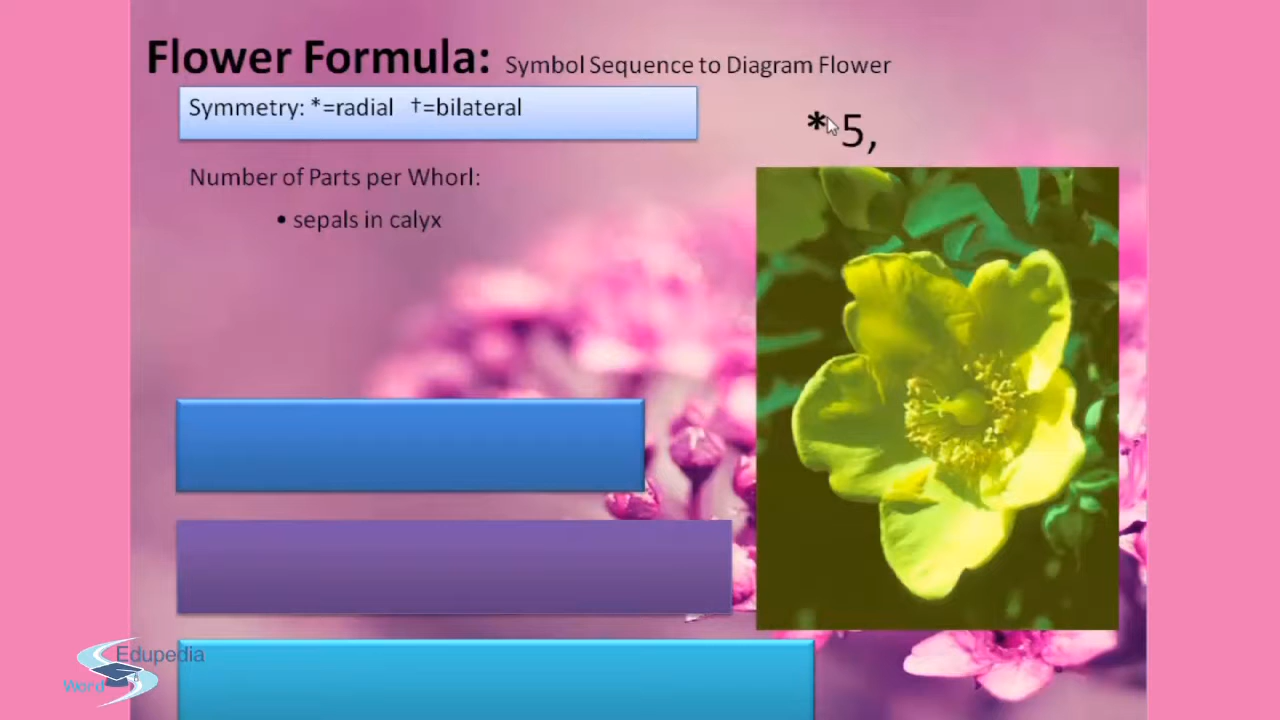 Flower Formula: Symbol Sequence to Diagram Flower
Symmetry: *=radial †=bilateral
* 5,
Number of Parts per Whorl:
• sepals in calyx
Edupedia
Word